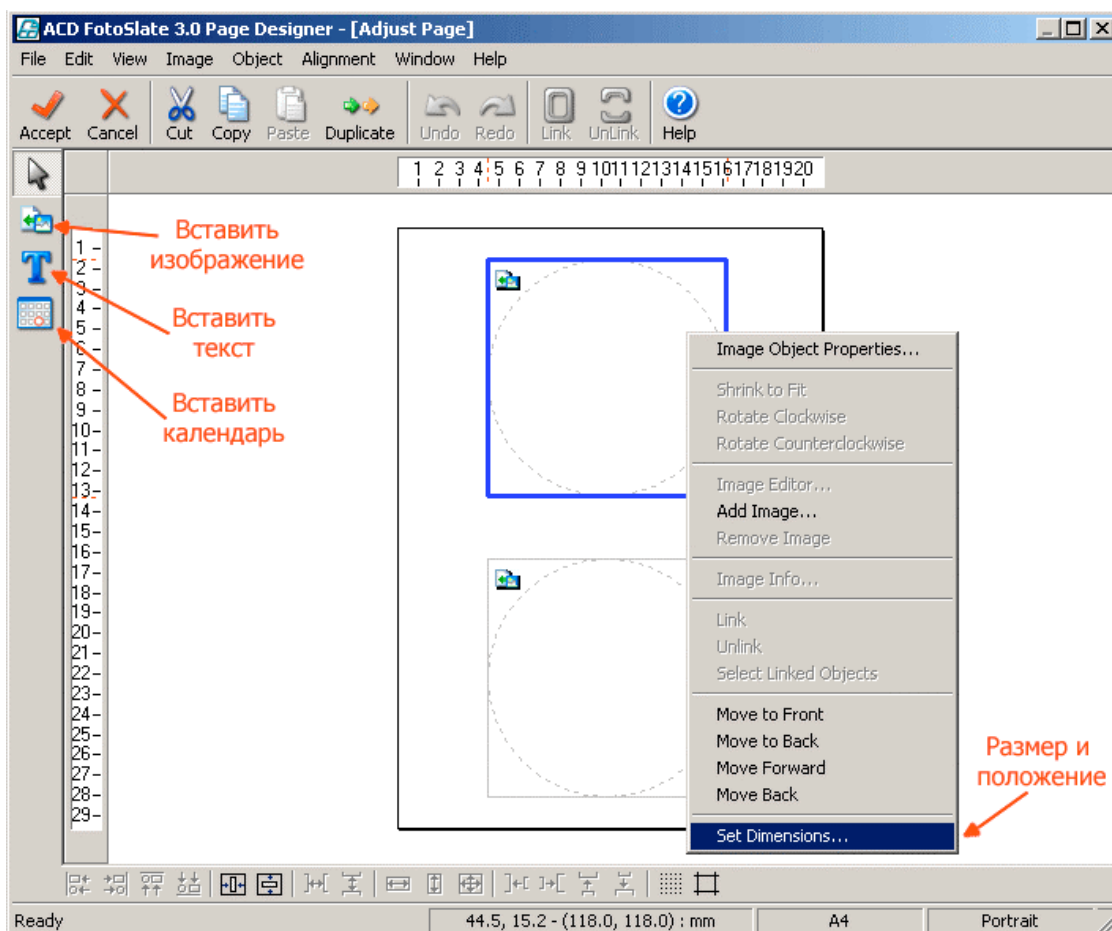 ACD FotoSlate 3.0 Page Designer - [Adjust Page]
File Edit View Image Object Alignment Window Help
Accept Cancel Cut Copy Paste Duplicate Undo Redo Link UnLink Help
1 2 3 4 5 6 7 8 9 10 11 12 13 14 15 16 17 18 19 20
Вставить
изображение
Вставить
текст
Вставить
календарь
1
2
3
4
5
6
7
8
9
10
11
12
13
14
15
16
17
18
19
20
21
22
23
24
25
26
27
28
29
Image Object Properties...
Shrink to Fit
Rotate Clockwise
Rotate Counterclockwise
Image Editor...
Add Image...
Remove Image
Image Info...
Link
Unlink
Select Linked Objects
Move to Front
Move to Back
Move Forward
Move Back
Set Dimensions...
Размер и
положение
Ready 44.5, 15.2 - (118.0, 118.0) : mm A4 Portrait